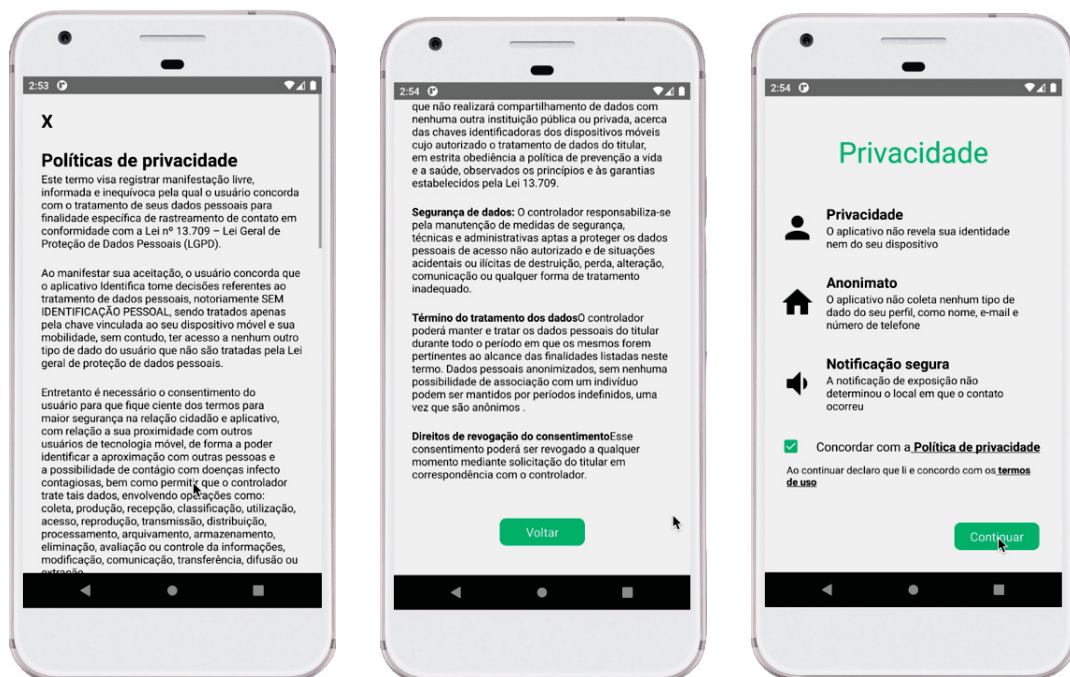 2:53
X
Políticas de privacidade
Este termo visa registrar manifestação livre,
informada e inequívoca pela qual o usuário concorda
com o tratamento de seus dados pessoais para
finalidade específica de rastreamento de contato em
conformidade com a Lei nº 13.709 – Lei Geral de
Proteção de Dados Pessoais (LGPD).
Ao manifestar sua aceitação, o usuário concorda que
o aplicativo Identifica tome decisões referentes ao
tratamento de dados pessoais, notoriamente SEM
IDENTIFICAÇÃO PESSOAL, sendo tratados apenas
pela chave vinculada ao seu dispositivo móvel e sua
mobilidade, sem contudo, ter acesso a nenhum outro
tipo de dado do usuário que não são tratadas pela Lei
geral de proteção de dados pessoais.
Entretanto é necessário o consentimento do
usuário para que fique ciente dos termos para
maior segurança na relação cidadão e aplicativo,
com relação a sua proximidade com outros
usuários de tecnologia móvel, de forma a poder
identificar a aproximação com outras pessoas e
a possibilidade de contágio com doenças infecto
contagiosas, bem como permitir que o controlador
trate tais dados, envolvendo operações como:
coleta, produção, recepção, classificação, utilização,
acesso, reprodução, transmissão, distribuição,
processamento, arquivamento, armazenamento,
eliminação, avaliação ou controle da informações,
modificação, comunicação, transferência, difusão ou
extração
2:54
que não realizará compartilhamento de dados com
nenhuma outra instituição pública ou privada, acerca
das chaves identificadoras dos dispositivos móveis
cujo autorizado o tratamento de dados do titular,
em estrita obediência a política de prevenção a vida
e a saúde, observados os princípios e às garantias
estabelecidos pela Lei 13.709.
Segurança de dados: O controlador responsabiliza-se
pela manutenção de medidas de segurança,
técnicas e administrativas aptas a proteger os dados
pessoais de acesso não autorizado e de situações
acidentais ou ilícitas de destruição, perda, alteração,
comunicação ou qualquer forma de tratamento
inadequado.
Término do tratamento dos dadosO controlador
poderá manter e tratar os dados pessoais do titular
durante todo o período em que os mesmos forem
pertinentes ao alcance das finalidades listadas neste
termo. Dados pessoais anonimizados, sem nenhuma
possibilidade de associação com um indivíduo
podem ser mantidos por períodos indefinidos, uma
vez que são anônimos .
Direitos de revogação do consentimentoEsse
consentimento poderá ser revogado a qualquer
momento mediante solicitação do titular em
correspondência com o controlador.
Voltar
2:54
Privacidade
Privacidade
O aplicativo não revela sua identidade
nem do seu dispositivo
Anonimato
O aplicativo não coleta nenhum tipo de
dado do seu perfil, como nome, e-mail e
número de telefone
Notificação segura
A notificação de exposição não
determinou o local em que o contato
ocorreu
Concordar com a Política de privacidade
Ao continuar declaro que li e concordo com os termos
de uso
Continuar